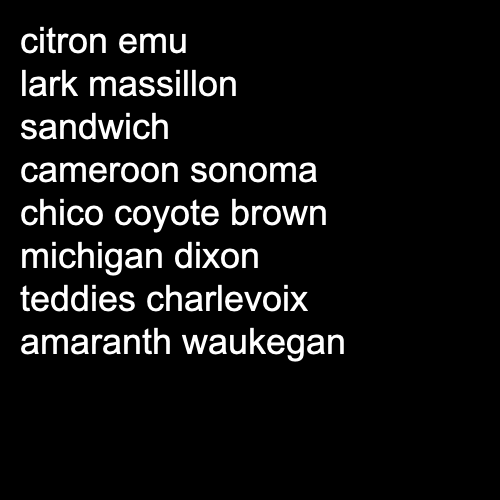 citron emu
lark massillon
sandwich
cameroon sonoma
chico coyote brown
michigan dixon
teddies charlevoix
amaranth waukegan